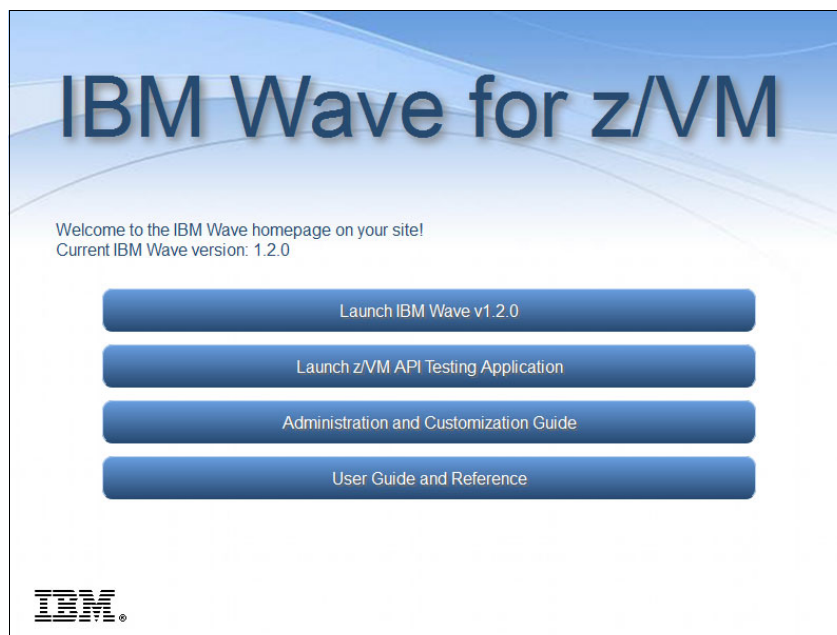 IBM Wave for z/VM
Welcome to the IBM Wave homepage on your site!
Current IBM Wave version: 1.2.0
Launch IBM Wave v1.2.0
Launch z/VM API Testing Application
Administration and Customization Guide
User Guide and Reference
IBM®